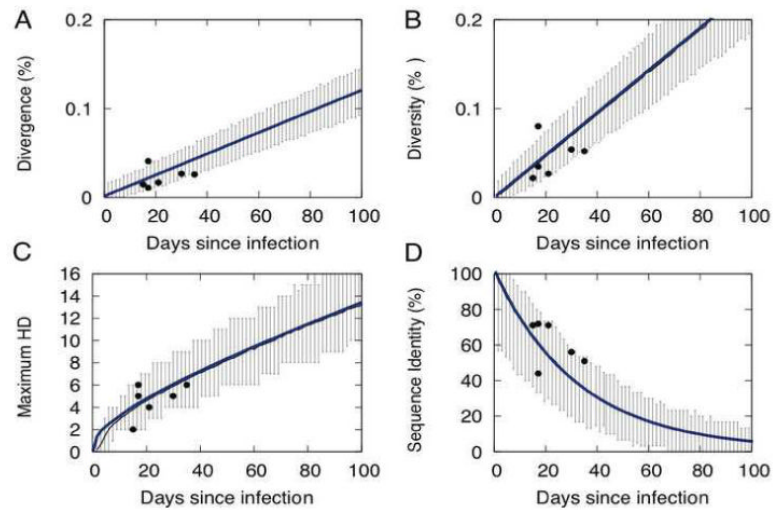 A
0.2
0.1
0
Divergence (%)
0 20 40 60 80 100
Days since infection
B
0.2
0.1
0
Diversity (% )
0 20 40 60 80 100
Days since infection
C
16
14
12
10
8
6
4
2
0
Maximum HD
0 20 40 60 80 100
Days since infection
D
100
80
60
40
20
0
Sequence Identity (%)
0 20 40 60 80 100
Days since infection